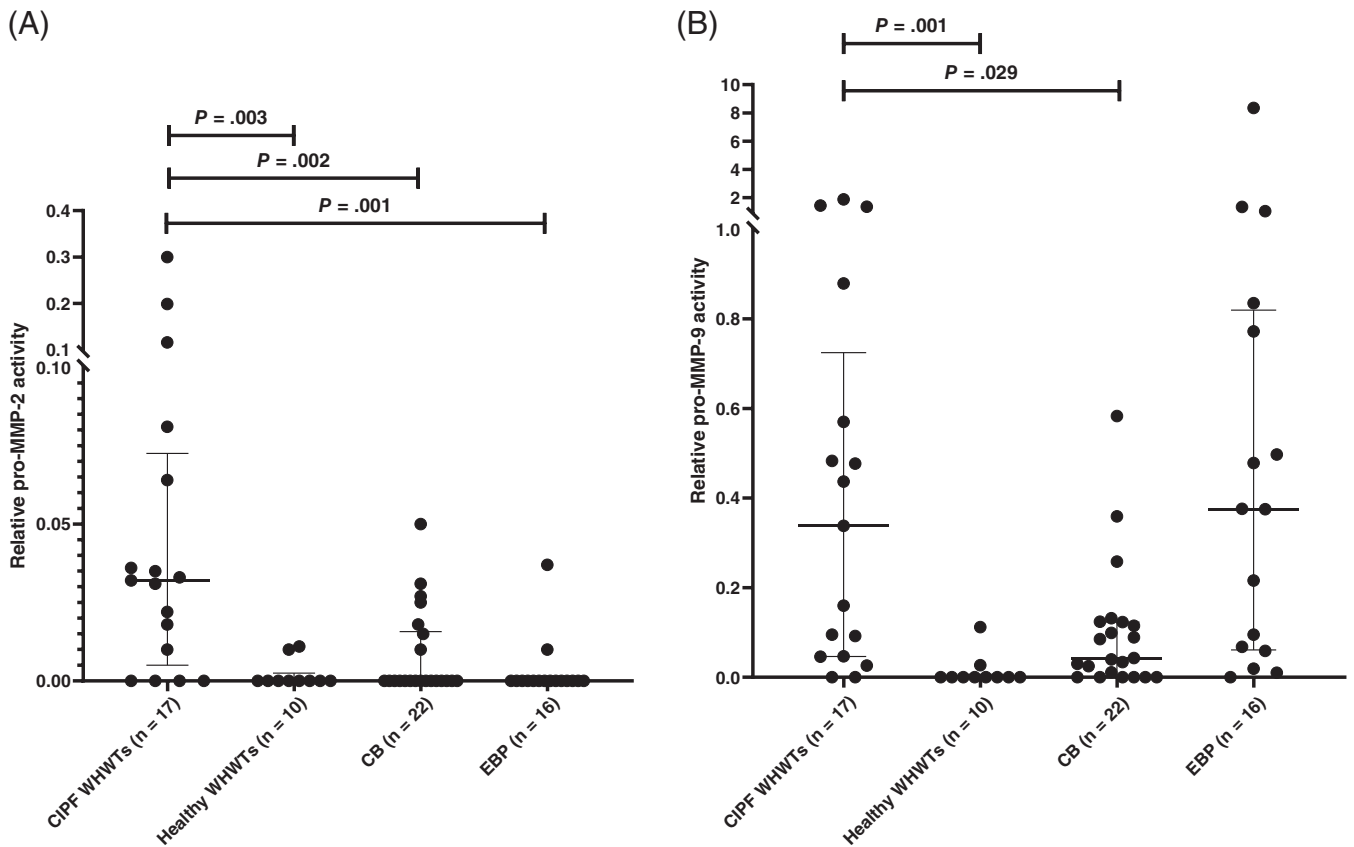 (A)
P = .003
P = .002
P = .001
0.4
0.3
0.2
0.1
0.10
0.05
0.00
Relative pro-MMP-2 activity
CIPF WHWTs (n = 17)
Healthy WHWTs (n = 10)
CB (n = 22)
EBP (n = 16)
(B)
P = .001
P = .029
10
8
6
4
2
1.0
0.8
0.6
0.4
0.2
0.0
Relative pro-MMP-9 activity
CIPF WHWTs (n = 17)
Healthy WHWTs (n = 10)
CB (n = 22)
EBP (n = 16)